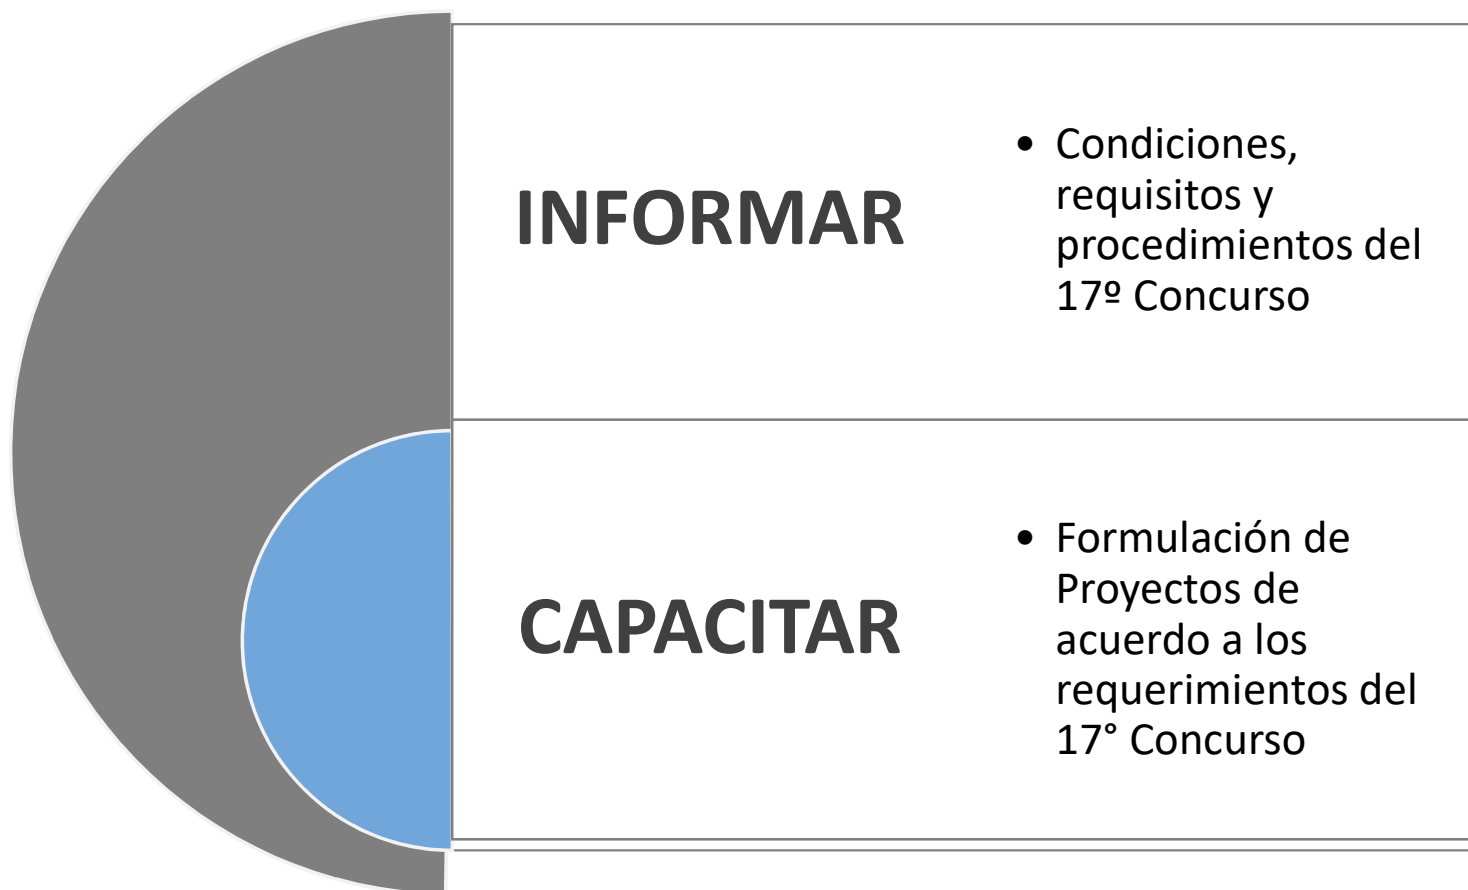 INFORMAR
• Condiciones,
requisitos y
procedimientos del
17º Concurso
CAPACITAR
• Formulación de
Proyectos de
acuerdo a los
requerimientos del
17° Concurso